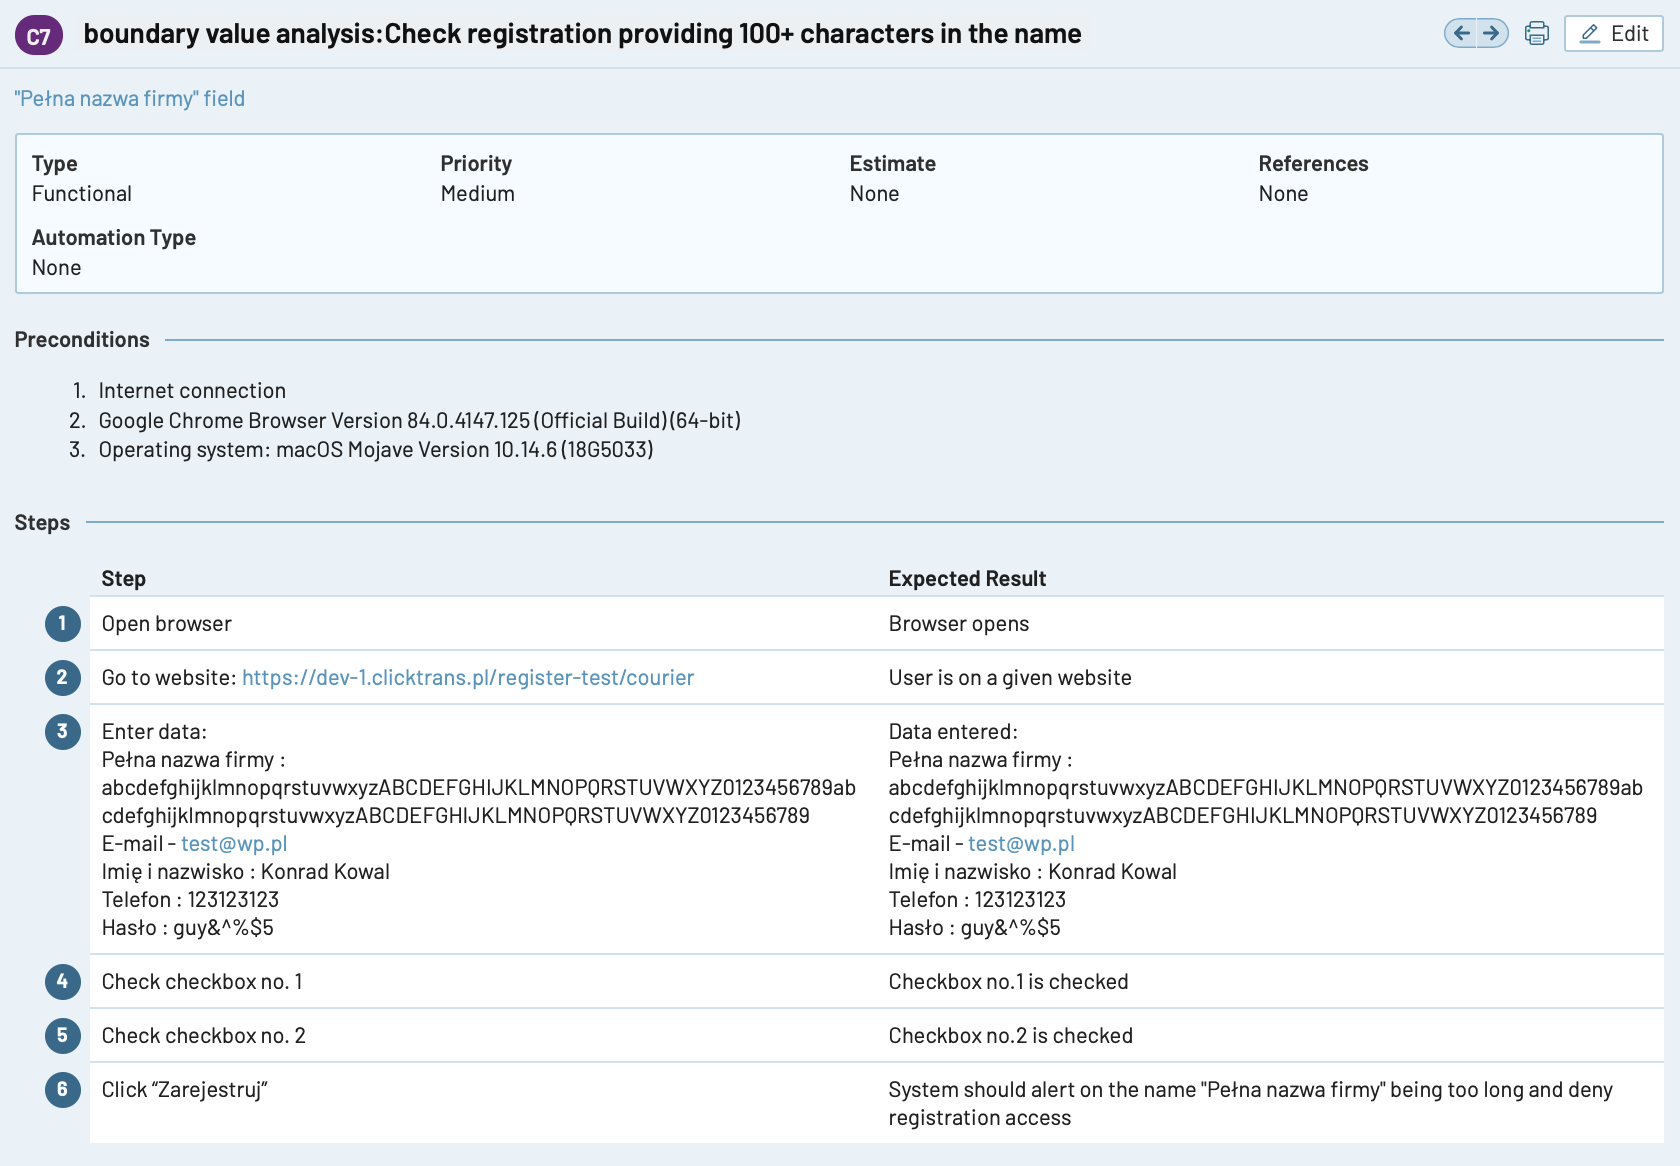 C7 boundary value analysis:Check registration providing 100+ characters in the name
Edit
"Pełna nazwa firmy" field
Type Priority Estimate References
Functional Medium None None
Automation Type
None
Preconditions
1. Internet connection
2. Google Chrome Browser Version 84.0.4147.125 (Official Build) (64-bit)
3. Operating system: macOS Mojave Version 10.14.6 (18G5033)
Steps
Step Expected Result
1 Open browser Browser opens
2 Go to website: https://dev-1.clicktrans.pl/register-test/courier User is on a given website
3 Enter data: Data entered:
Pełna nazwa firmy : Pełna nazwa firmy :
abcdefghijklmnopqrstuvwxyzABCDEFGHIJKLMNOPQRSTUVWXYZ0123456789ab abcdefghijklmnopqrstuvwxyzABCDEFGHIJKLMNOPQRSTUVWXYZ0123456789ab
cdefghijklmnopqrstuvwxyzABCDEFGHIJKLMNOPQRSTUVWXYZ0123456789 cdefghijklmnopqrstuvwxyzABCDEFGHIJKLMNOPQRSTUVWXYZ0123456789
E-mail - test@wp.pl E-mail - test@wp.pl
Imię i nazwisko : Konrad Kowal Imię i nazwisko : Konrad Kowal
Telefon : 123123123 Telefon : 123123123
Hasło : guy&^%$5 Hasło : guy&^%$5
4 Check checkbox no. 1 Checkbox no.1 is checked
5 Check checkbox no. 2 Checkbox no.2 is checked
6 Click “Zarejestruj” System should alert on the name "Pełna nazwa firmy" being too long and deny
registration access